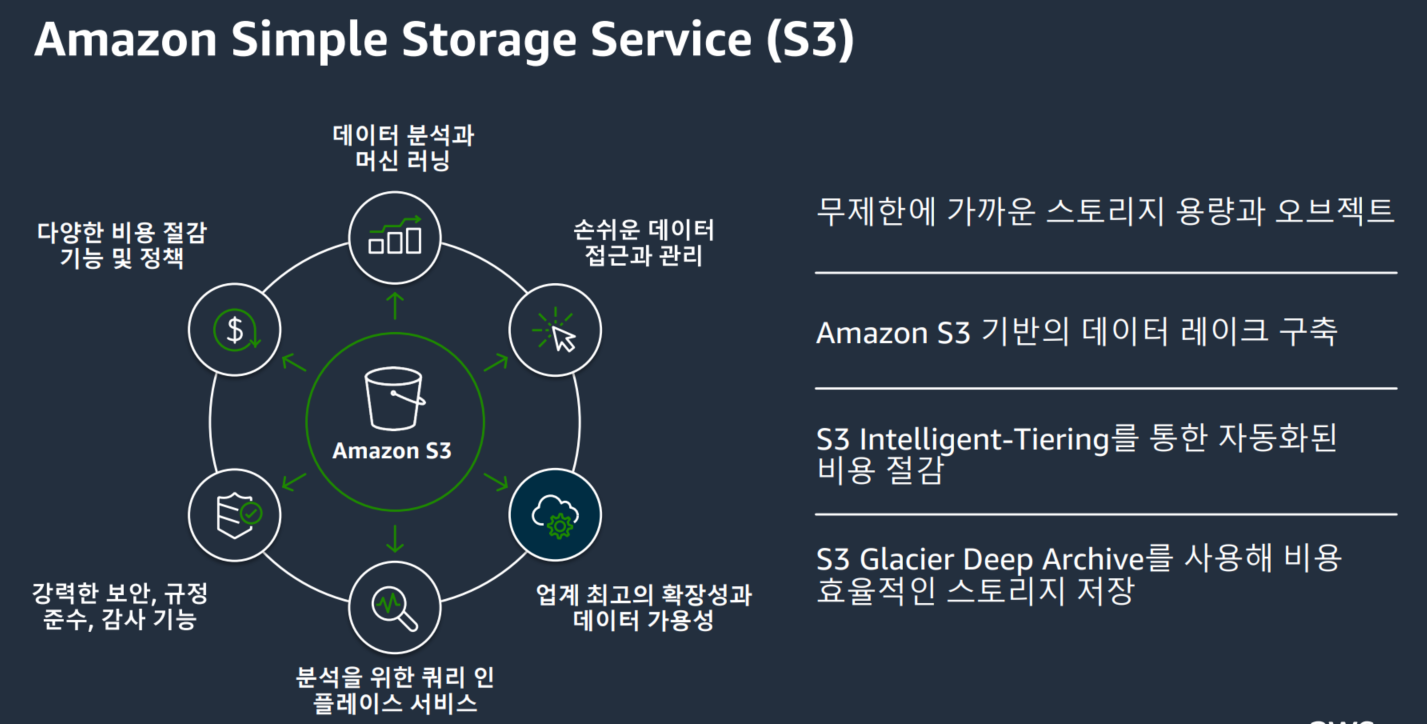 Amazon Simple Storage Service (S3)
데이터 분석과
머신 러닝
다양한 비용 절감
기능 및 정책
손쉬운 데이터
접근과 관리
$
Amazon S3
강력한 보안, 규정
준수, 감사 기능
업계 최고의 확장성과
데이터 가용성
분석을 위한 쿼리 인
플레이스 서비스
무제한에 가까운 스토리지 용량과 오브젝트
Amazon S3 기반의 데이터 레이크 구축
S3 Intelligent-Tiering를 통한 자동화된
비용 절감
S3 Glacier Deep Archive를 사용해 비용
효율적인 스토리지 저장